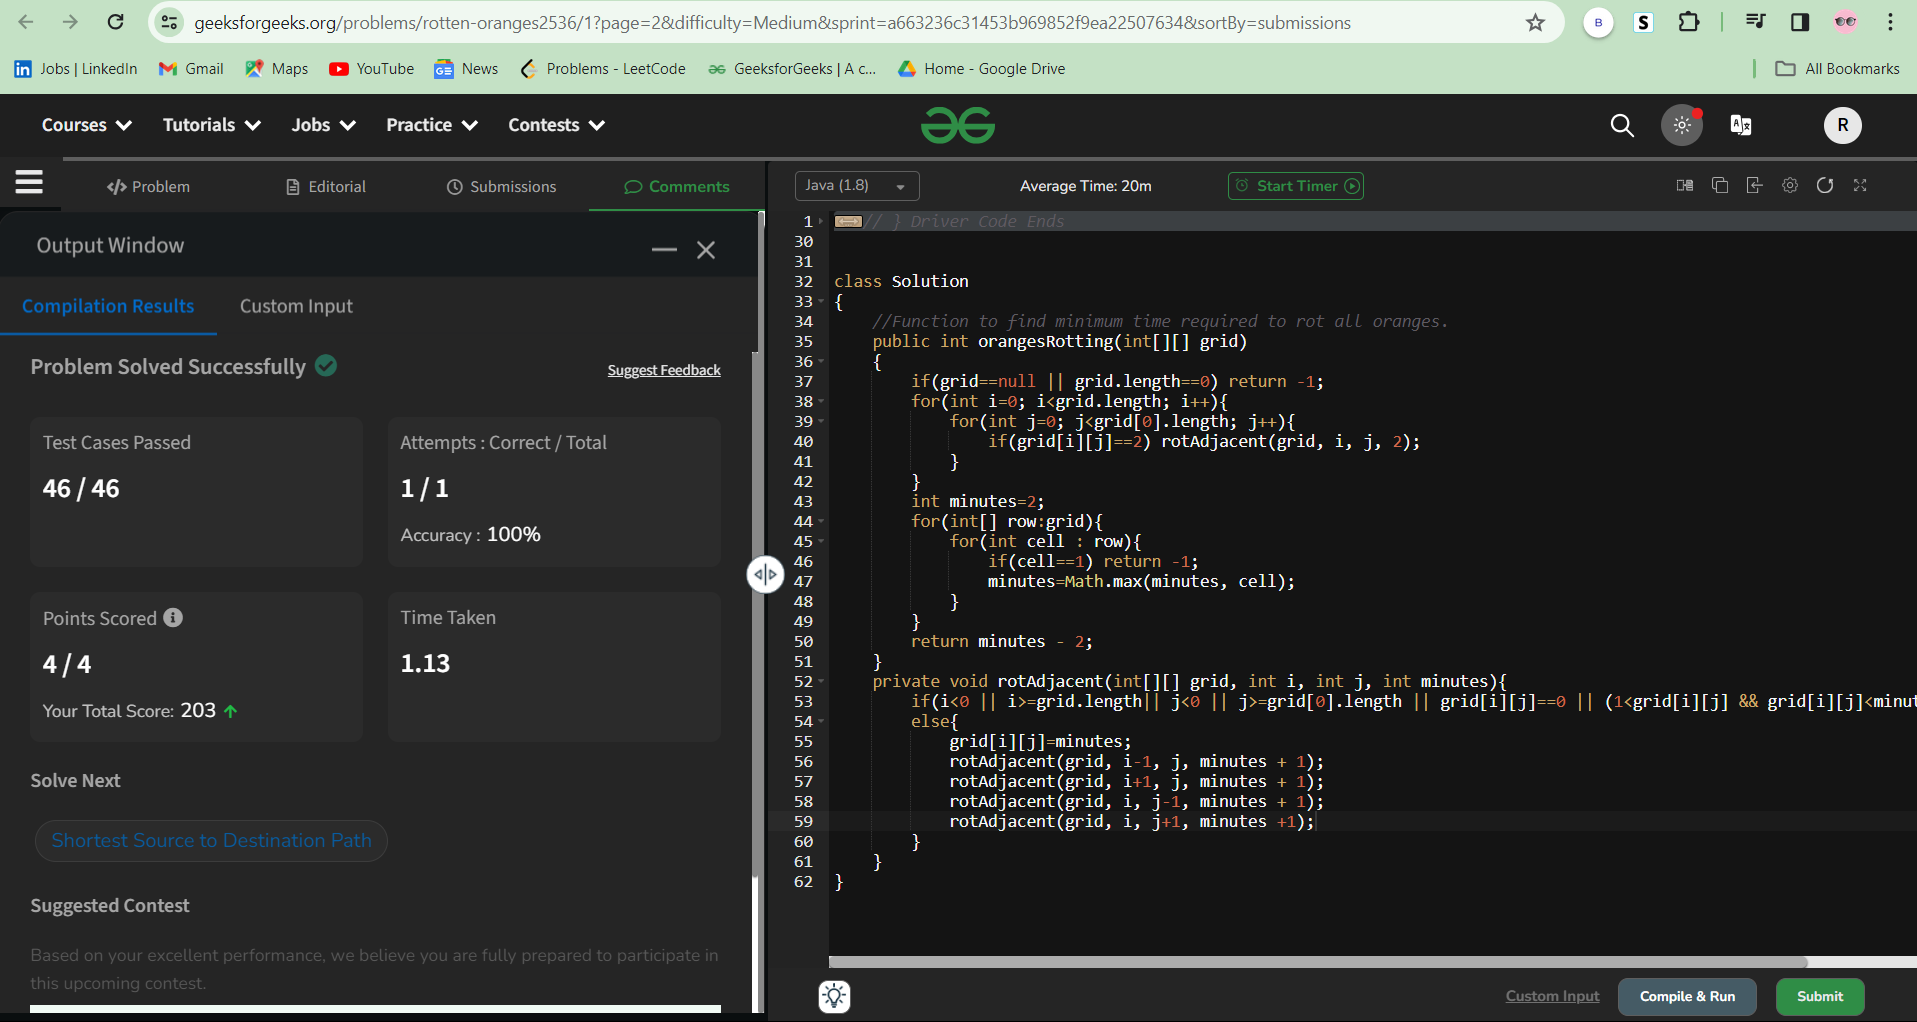 geeksforgeeks.org/problems/rotten-oranges2536/1?page=2&difficulty=Medium&sprint=a663236c31453b969852f9ea22507634&sortBy=submissions
B
S
Jobs | LinkedIn
Gmail
Maps
YouTube
News
Problems - LeetCode
GeeksforGeeks | A c...
Home - Google Drive
All Bookmarks
Courses
Tutorials
Jobs
Practice
Contests
R
Problem
Editorial
Submissions
Comments
Output Window
Compilation Results
Custom Input
Problem Solved Successfully
Suggest Feedback
Test Cases Passed
46 / 46
Attempts : Correct / Total
1 / 1
Accuracy : 100%
Points Scored
4 / 4
Your Total Score: 203
Time Taken
1.13
Solve Next
Shortest Source to Destination Path
Suggested Contest
Based on your excellent performance, we believe you are fully prepared to participate in
this upcoming contest.
Java (1.8)
Average Time: 20m
Start Timer
1 // } Driver Code Ends
30
31
32 class Solution
33 {
34 //Function to find minimum time required to rot all oranges.
35 public int orangesRotting(int[][] grid)
36 {
37 if(grid==null || grid.length==0) return -1;
38 for(int i=0; i<grid.length; i++){
39 for(int j=0; j<grid[0].length; j++){
40 if(grid[i][j]==2) rotAdjacent(grid, i, j, 2);
41 }
42 }
43 int minutes=2;
44 for(int[] row:grid){
45 for(int cell : row){
46 if(cell==1) return -1;
47 minutes=Math.max(minutes, cell);
48 }
49 }
50 return minutes - 2;
51 }
52 private void rotAdjacent(int[][] grid, int i, int j, int minutes){
53 if(i<0 || i>=grid.length|| j<0 || j>=grid[0].length || grid[i][j]==0 || (1<grid[i][j] && grid[i][j]<minut
54 else{
55 grid[i][j]=minutes;
56 rotAdjacent(grid, i-1, j, minutes + 1);
57 rotAdjacent(grid, i+1, j, minutes + 1);
58 rotAdjacent(grid, i, j-1, minutes + 1);
59 rotAdjacent(grid, i, j+1, minutes +1);
60 }
61 }
62 }
Custom Input
Compile & Run
Submit